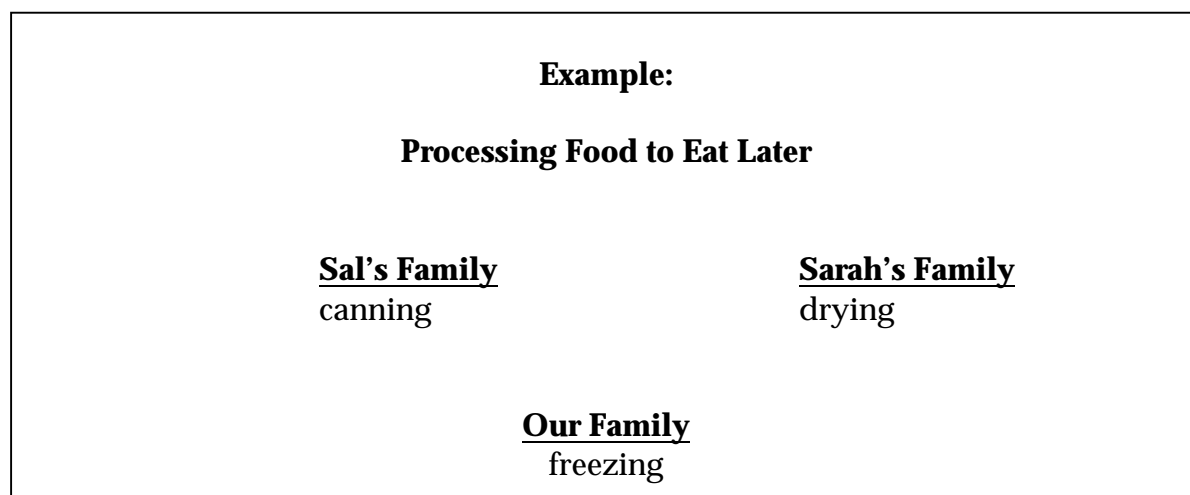 Example:
Processing Food to Eat Later
Sal’s Family
canning
Sarah’s Family
drying
Our Family
freezing